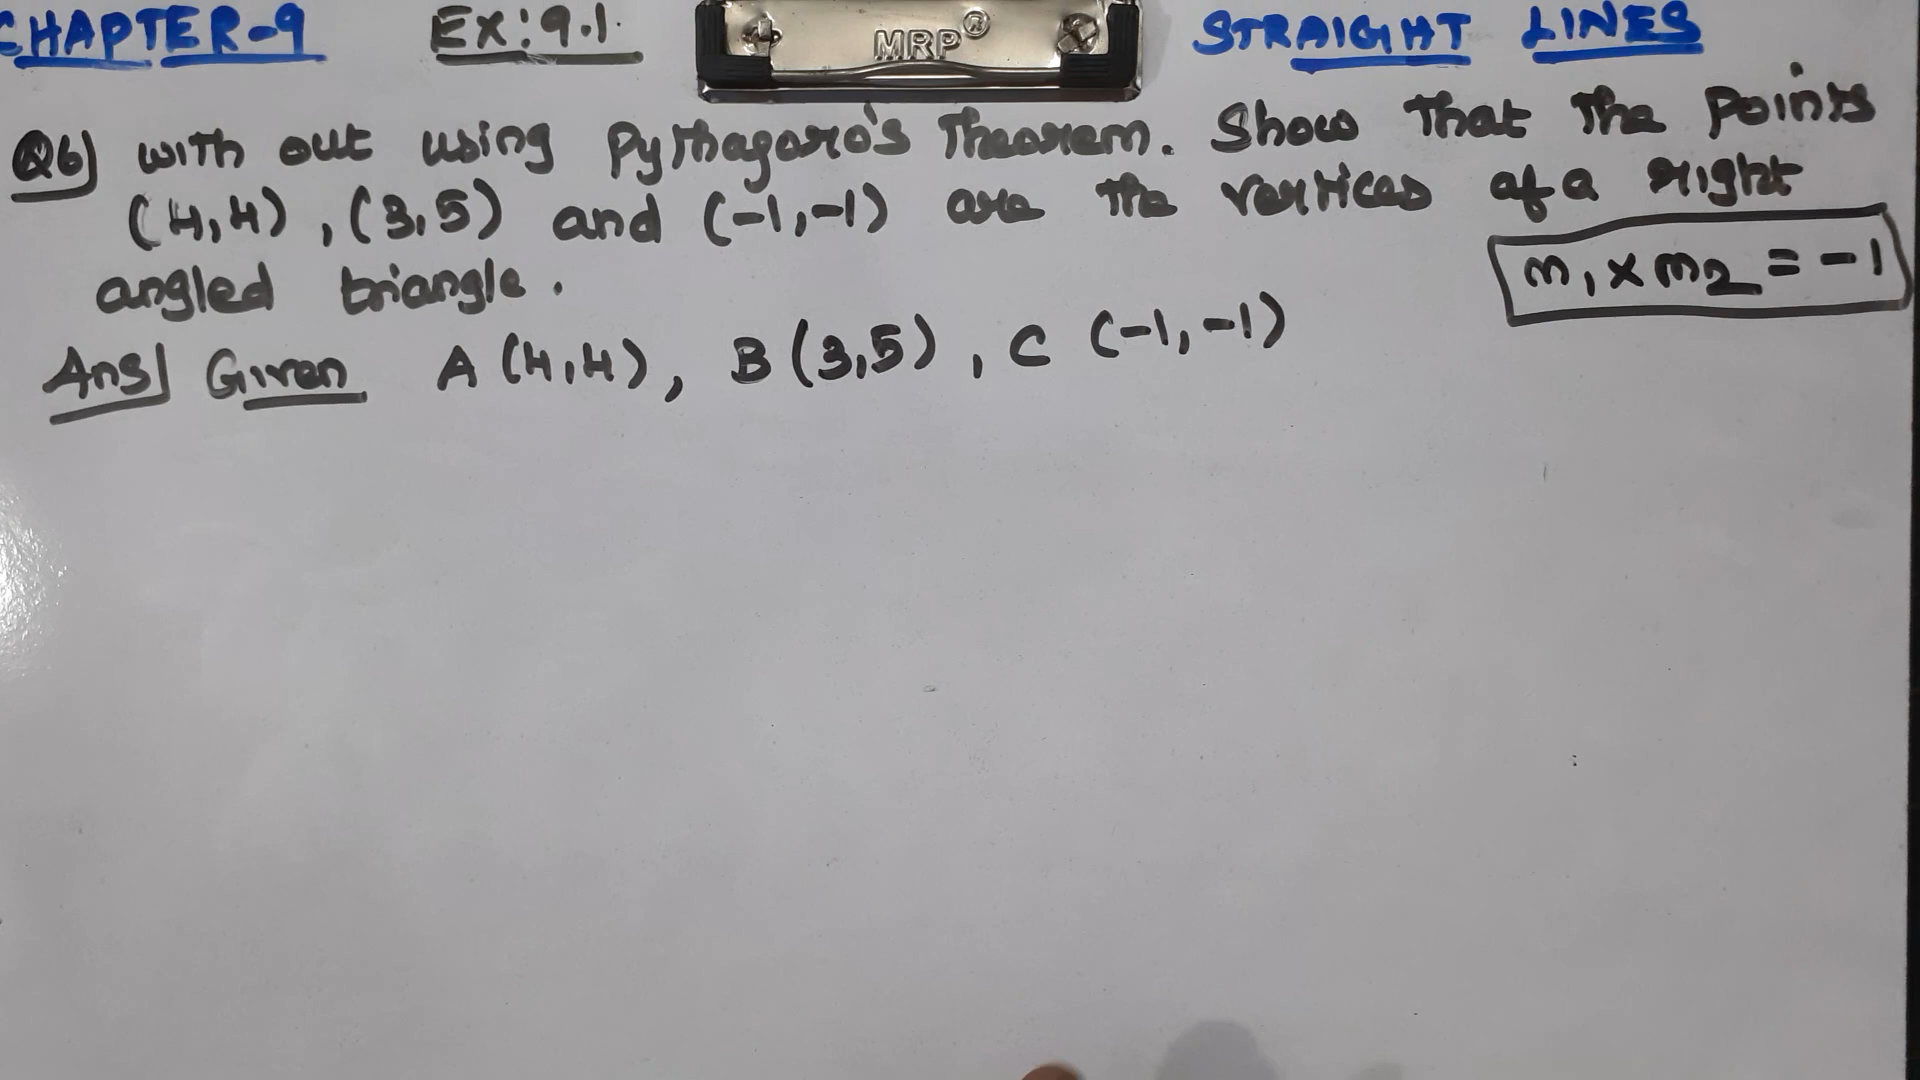 CHAPTER-9 EX:9.1. MRP® STRAIGHT LINES
Q6) with out using Pythagoro's Theorem. Show that the points
(4,4), (3,5) and (-1,-1) are the vertices of a right
angled triangle.
m1 x m2 = -1
Ans) Given A (4,4), B (3,5), C (-1,-1)